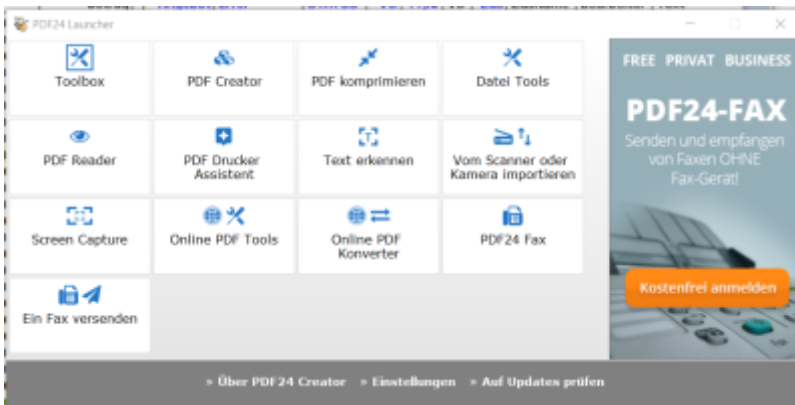 PDF24 Launcher
Toolbox
PDF Creator
PDF komprimieren
Datei Tools
PDF Reader
PDF Drucker
Assistent
Text erkennen
Vom Scanner oder
Kamera importieren
Screen Capture
Online PDF Tools
Online PDF
Konverter
PDF24 Fax
Ein Fax versenden
FREE PRIVAT BUSINESS
PDF24-FAX
Senden und empfangen
von Faxen OHNE
Fax-Gerät!
Kostenfrei anmelden
» Über PDF24 Creator » Einstellungen » Auf Updates prüfen